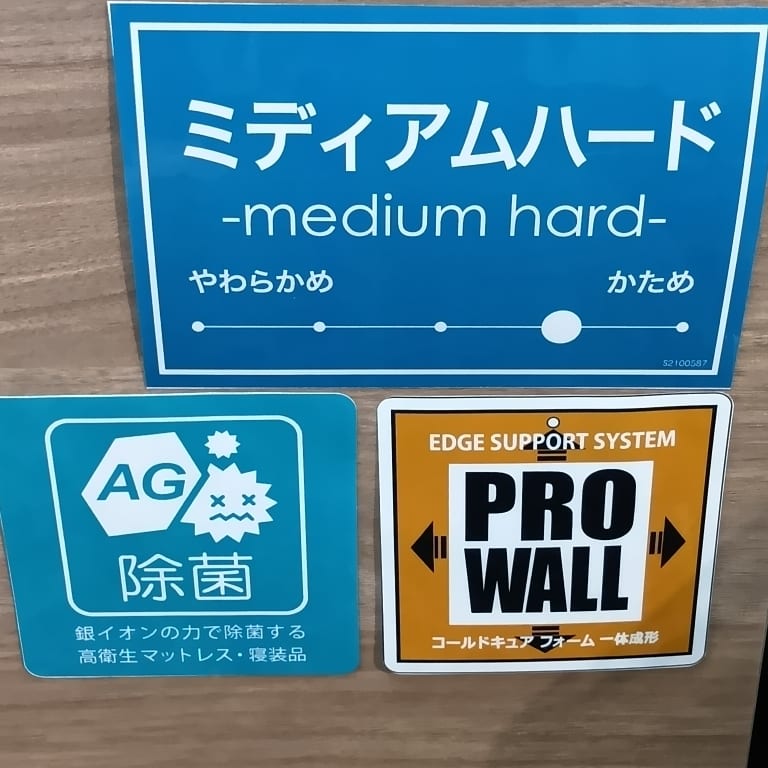 ミディアムハード
-medium hard-
やわらかめ かため
S2100587
AG
除菌
銀イオンの力で除菌する
高衛生マットレス・寝装品
EDGE SUPPORT SYSTEM
PRO
WALL
コールドキュア フォーム 一体成形